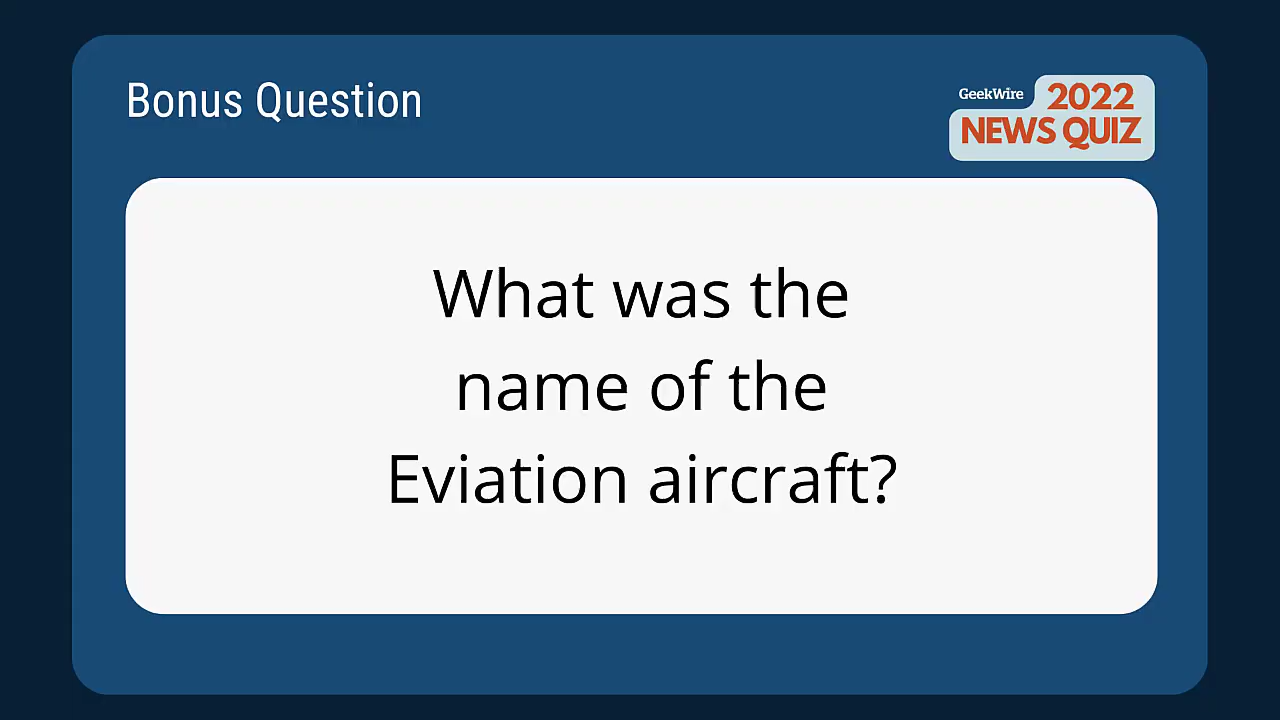 Bonus Question
GeekWire
2022
NEWS QUIZ
What was the
name of the
Eviation aircraft?